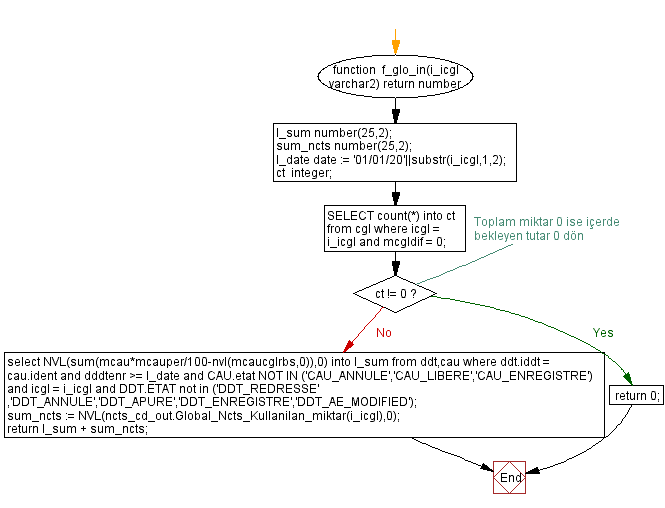 function f_glo_in(i_icgl
varchar2) return number
l_sum number(25,2);
sum_ncts number(25,2);
l_date date := '01/01/20'||substr(i_icgl,1,2);
ct integer;
SELECT count(*) into ct
from cgl where icgl =
i_icgl and mcgldif = 0;
Toplam miktar 0 ise içerde
bekleyen tutar 0 dön
ct != 0 ?
No
Yes
select NVL(sum(mcau*mcauper/100-nvl(mcaucglrbs,0)),0) into l_sum from ddt,cau where ddt.iddt =
cau.ident and dddtenr >= l_date and CAU.etat NOT IN ('CAU_ANNULE','CAU_LIBERE','CAU_ENREGISTRE')
and icgl = i_icgl and DDT.ETAT not in ('DDT_REDRESSE'
,'DDT_ANNULE','DDT_APURE','DDT_ENREGISTRE','DDT_AE_MODIFIED');
sum_ncts := NVL(ncts_cd_out.Global_Ncts_Kullanilan_miktar(i_icgl),0);
return l_sum + sum_ncts;
return 0;
End